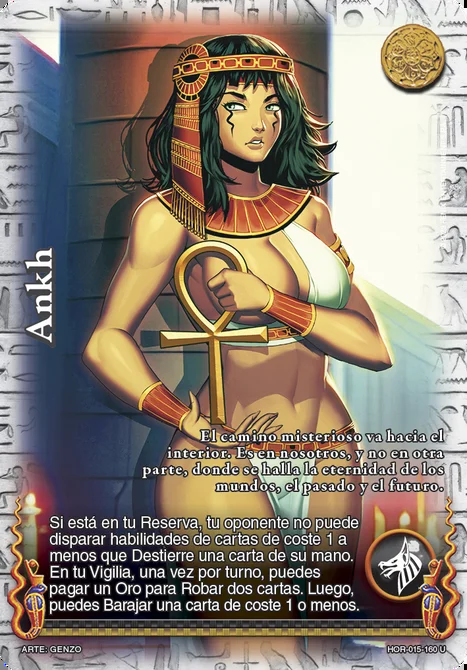 Ankh
El camino misterioso va hacia el
interior. Es en nosotros, y no en otra
parte, donde se halla la eternidad de los
mundos, el pasado y el futuro.
Si está en tu Reserva, tu oponente no puede
disparar habilidades de cartas de coste 1 a
menos que Destierre una carta de su mano.
En tu Vigilia, una vez por turno, puedes
pagar un Oro para Robar dos cartas. Luego,
puedes Barajar una carta de coste 1 o menos.
ARTE: GENZO
HOR-015-160 U